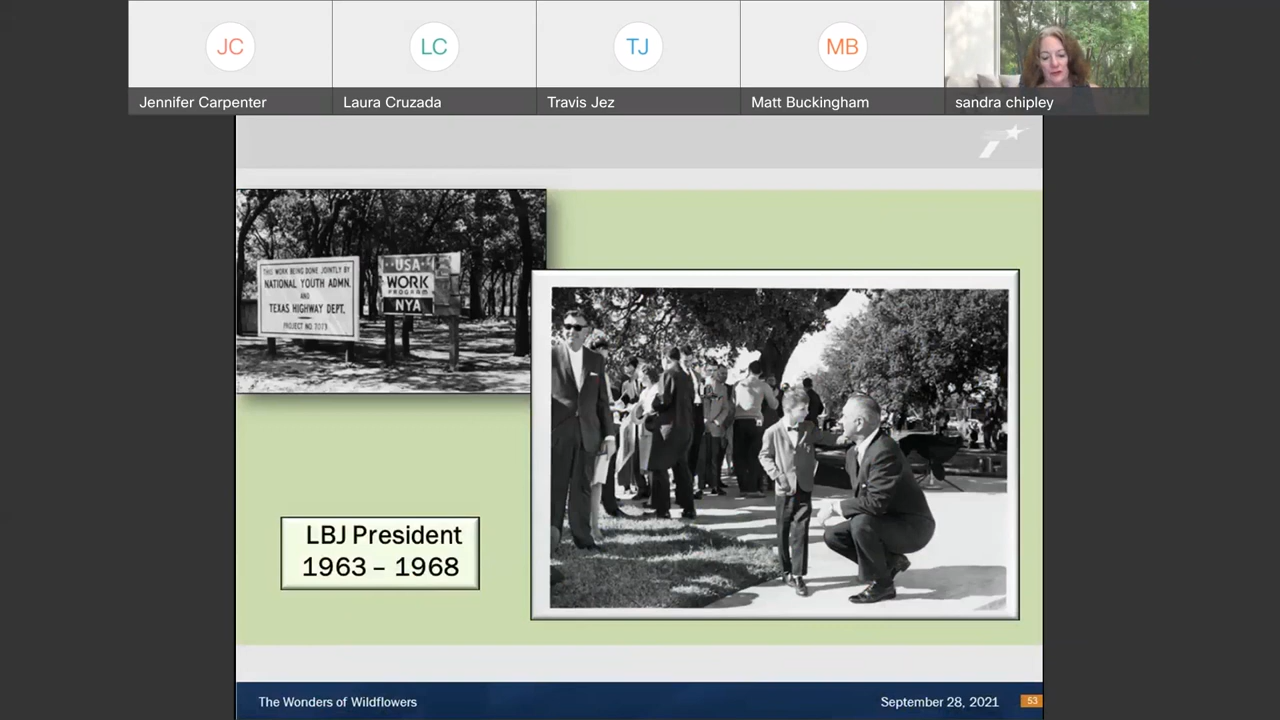 JC
LC
TJ
MB
Jennifer Carpenter
Laura Cruzada
Travis Jez
Matt Buckingham
sandra chipley
THIS WORK BEING DONE JOINTLY BY
NATIONAL YOUTH ADMN.
AND
TEXAS HIGHWAY DEPT.
PROJECT NO. 7079
USA
WORK
PROGRAM
NYA
LBJ President
1963 – 1968
The Wonders of Wildflowers
September 28, 2021
53